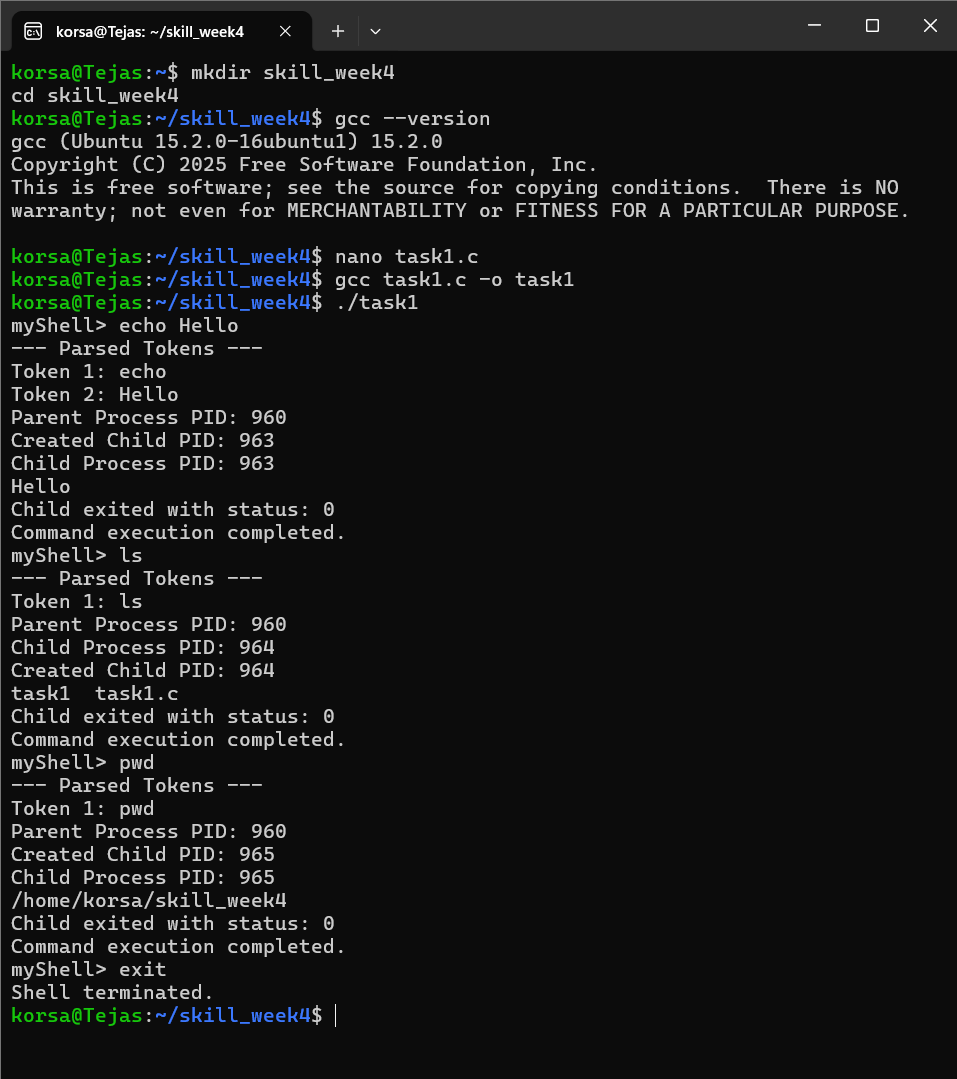 korsa@Tejas: ~/skill_week4
korsa@Tejas:~$ mkdir skill_week4
cd skill_week4
korsa@Tejas:~/skill_week4$ gcc --version
gcc (Ubuntu 15.2.0-16ubuntu1) 15.2.0
Copyright (C) 2025 Free Software Foundation, Inc.
This is free software; see the source for copying conditions.  There is NO
warranty; not even for MERCHANTABILITY or FITNESS FOR A PARTICULAR PURPOSE.
korsa@Tejas:~/skill_week4$ nano task1.c
korsa@Tejas:~/skill_week4$ gcc task1.c -o task1
korsa@Tejas:~/skill_week4$ ./task1
myShell> echo Hello
--- Parsed Tokens ---
Token 1: echo
Token 2: Hello
Parent Process PID: 960
Created Child PID: 963
Child Process PID: 963
Hello
Child exited with status: 0
Command execution completed.
myShell> ls
--- Parsed Tokens ---
Token 1: ls
Parent Process PID: 960
Child Process PID: 964
Created Child PID: 964
task1  task1.c
Child exited with status: 0
Command execution completed.
myShell> pwd
--- Parsed Tokens ---
Token 1: pwd
Parent Process PID: 960
Created Child PID: 965
Child Process PID: 965
/home/korsa/skill_week4
Child exited with status: 0
Command execution completed.
myShell> exit
Shell terminated.
korsa@Tejas:~/skill_week4$